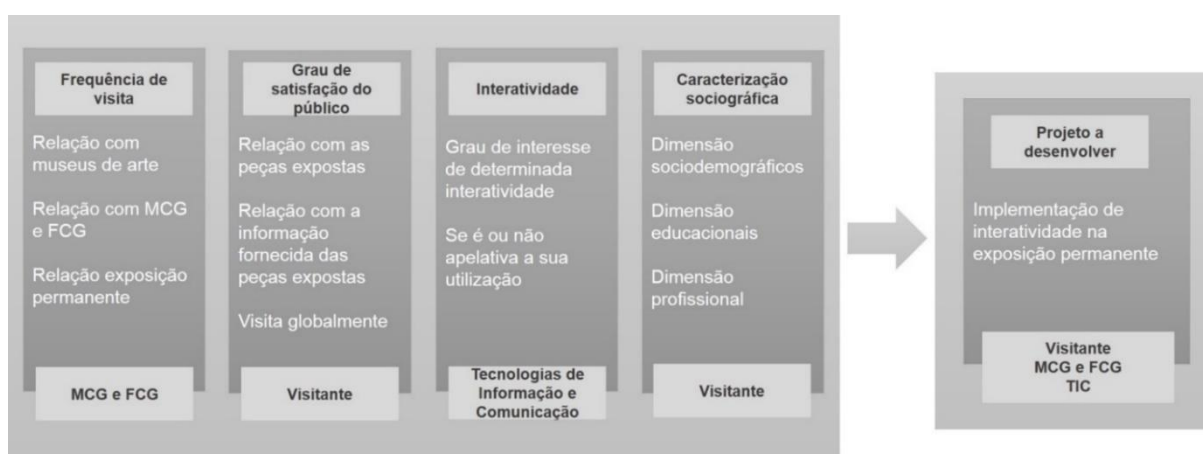 Frequência de
visita
Relação com
museus de arte
Relação com MCG
e FCG
Relação exposição
permanente
MCG e FCG
Grau de
satisfação do
público
Relação com as
peças expostas
Relação com a
informação
fornecida das
peças expostas
Visita globalmente
Visitante
Interatividade
Grau de interesse
de determinada
interatividade
Se é ou não
apelativa a sua
utilização
Tecnologias de
Informação e
Comunicação
Caracterização
sociográfica
Dimensão
sociodemográficos
Dimensão
educacionais
Dimensão
profissional
Visitante
Projeto a
desenvolver
Implementação de
interatividade na
exposição permanente
Visitante
MCG e FCG
TIC